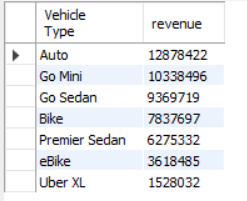 Vehicle Type revenue
Auto 12878422
Go Mini 10338496
Go Sedan 9369719
Bike 7837697
Premier Sedan 6275332
eBike 3618485
Uber XL 1528032